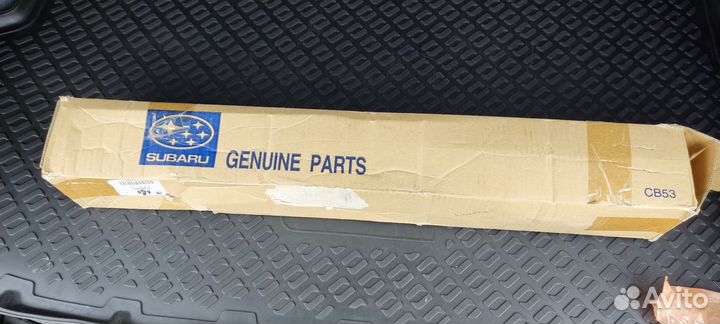 SUBARU
GENUINE PARTS
CB53
Avito